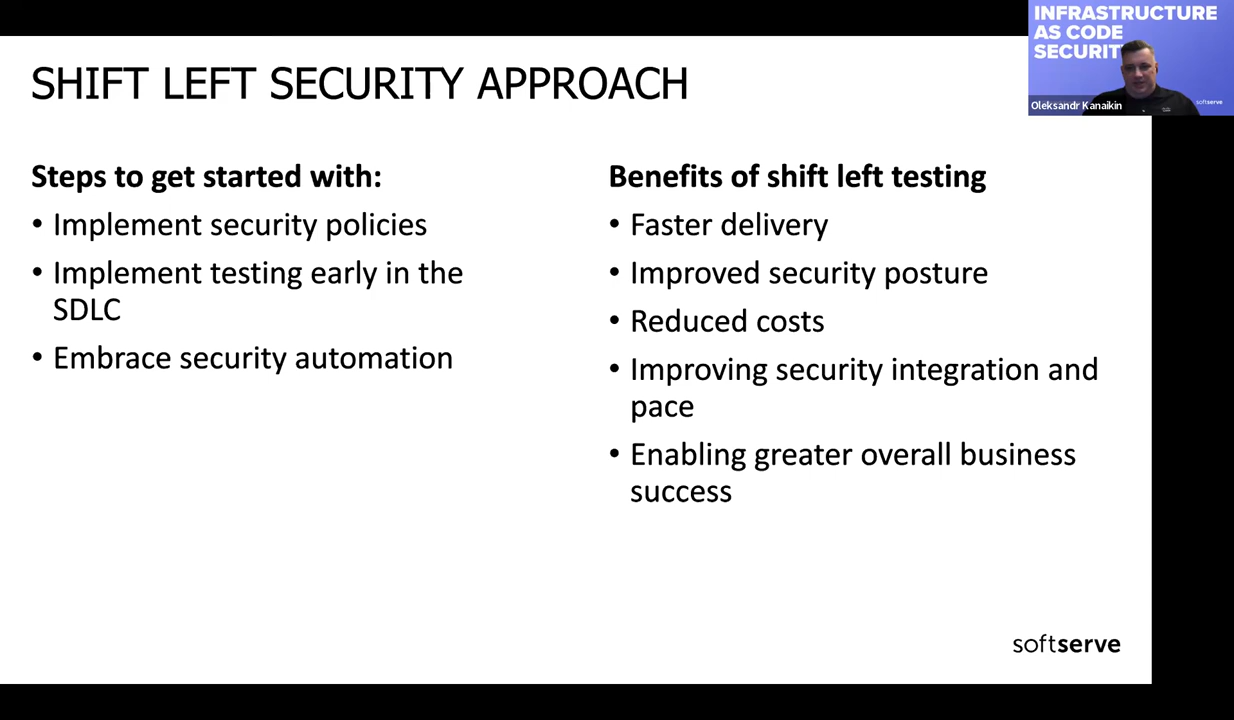 INFRASTRUCTURE
AS CODE
SECURITY
Oleksandr Kanaikin
softserve
SHIFT LEFT SECURITY APPROACH
Steps to get started with:
• Implement security policies
• Implement testing early in the
SDLC
• Embrace security automation
Benefits of shift left testing
• Faster delivery
• Improved security posture
• Reduced costs
• Improving security integration and
pace
• Enabling greater overall business
success
softserve